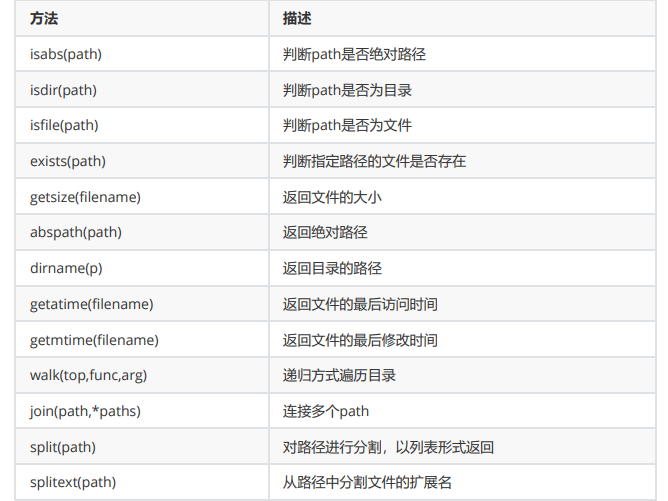 方法 描述
isabs(path) 判断path是否绝对路径
isdir(path) 判断path是否为目录
isfile(path) 判断path是否为文件
exists(path) 判断指定路径的文件是否存在
getsize(filename) 返回文件的大小
abspath(path) 返回绝对路径
dirname(p) 返回目录的路径
getatime(filename) 返回文件的最后访问时间
getmtime(filename) 返回文件的最后修改时间
walk(top,func,arg) 递归方式遍历目录
join(path,*paths) 连接多个path
split(path) 对路径进行分割，以列表形式返回
splitext(path) 从路径中分割文件的扩展名